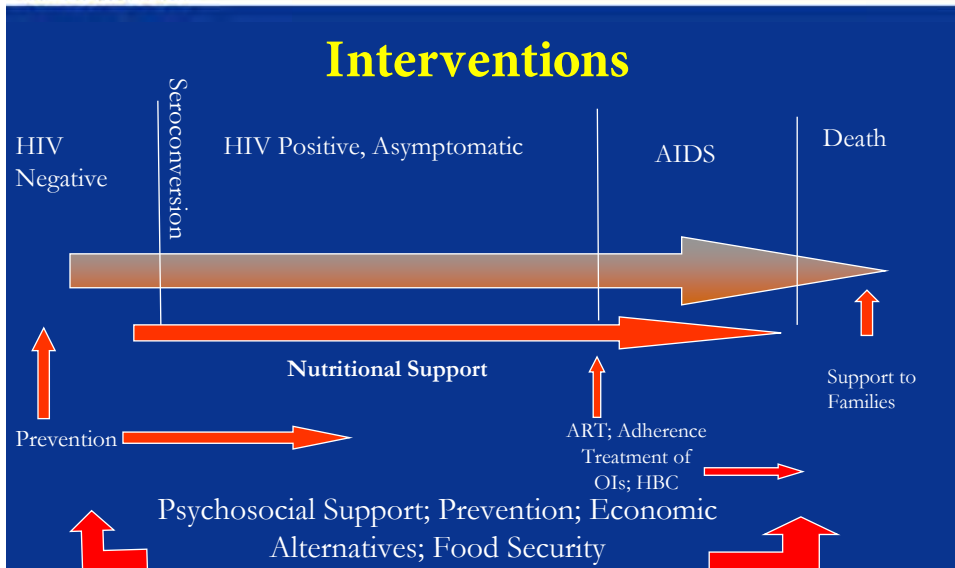 Interventions
HIV
Negative
Seroconversion
HIV Positive, Asymptomatic
AIDS
Death
Nutritional Support
Support to
Families
Prevention
ART; Adherence
Treatment of
OIs; HBC
Psychosocial Support; Prevention; Economic
Alternatives; Food Security